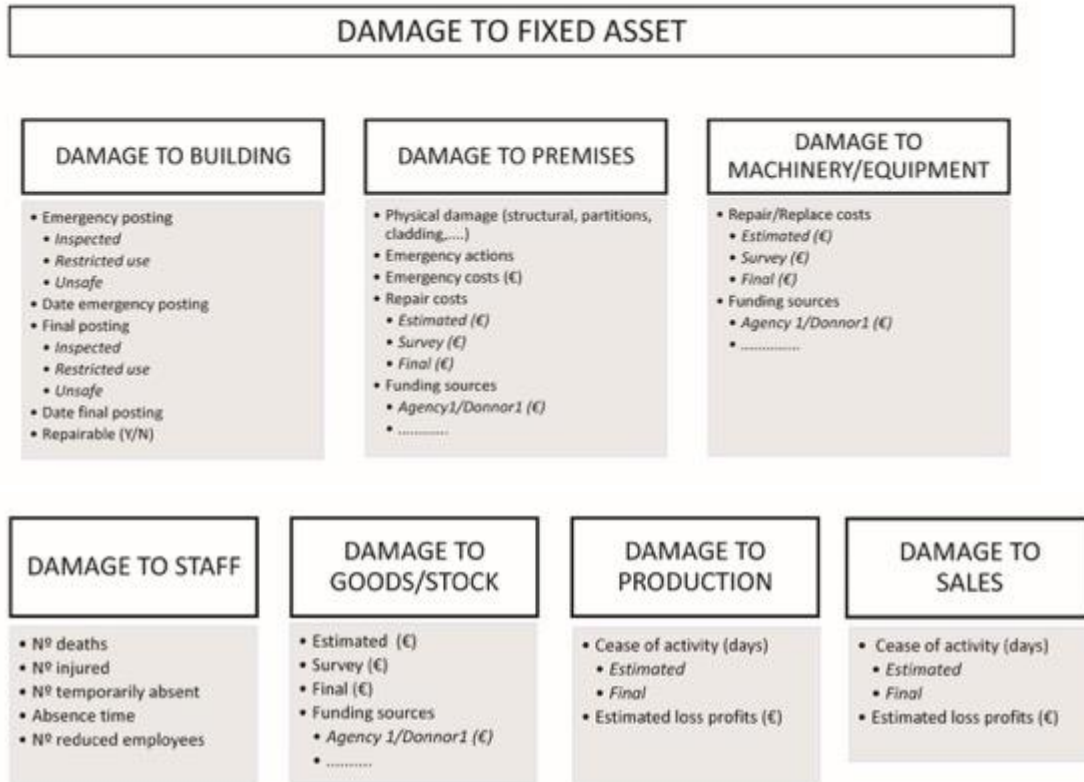 DAMAGE TO FIXED ASSET
DAMAGE TO BUILDING
• Emergency posting
• Inspected
• Restricted use
• Unsafe
• Date emergency posting
• Final posting
• Inspected
• Restricted use
• Unsafe
• Date final posting
• Repairable (Y/N)
DAMAGE TO PREMISES
• Physical damage (structural, partitions,
cladding,....)
• Emergency actions
• Emergency costs (€)
• Repair costs
• Estimated (€)
• Survey (€)
• Final (€)
• Funding sources
• Agency1/Donnor1 (€)
• ............
DAMAGE TO
MACHINERY/EQUIPMENT
• Repair/Replace costs
• Estimated (€)
• Survey (€)
• Final (€)
• Funding sources
• Agency 1/Donnor1 (€)
• ...............
DAMAGE TO STAFF
• Nº deaths
• Nº injured
• Nº temporarily absent
• Absence time
• Nº reduced employees
DAMAGE TO
GOODS/STOCK
• Estimated (€)
• Survey (€)
• Final (€)
• Funding sources
• Agency 1/Donnor1 (€)
• ...........
DAMAGE TO
PRODUCTION
• Cease of activity (days)
• Estimated
• Final
• Estimated loss profits (€)
DAMAGE TO
SALES
• Cease of activity (days)
• Estimated
• Final
• Estimated loss profits (€)